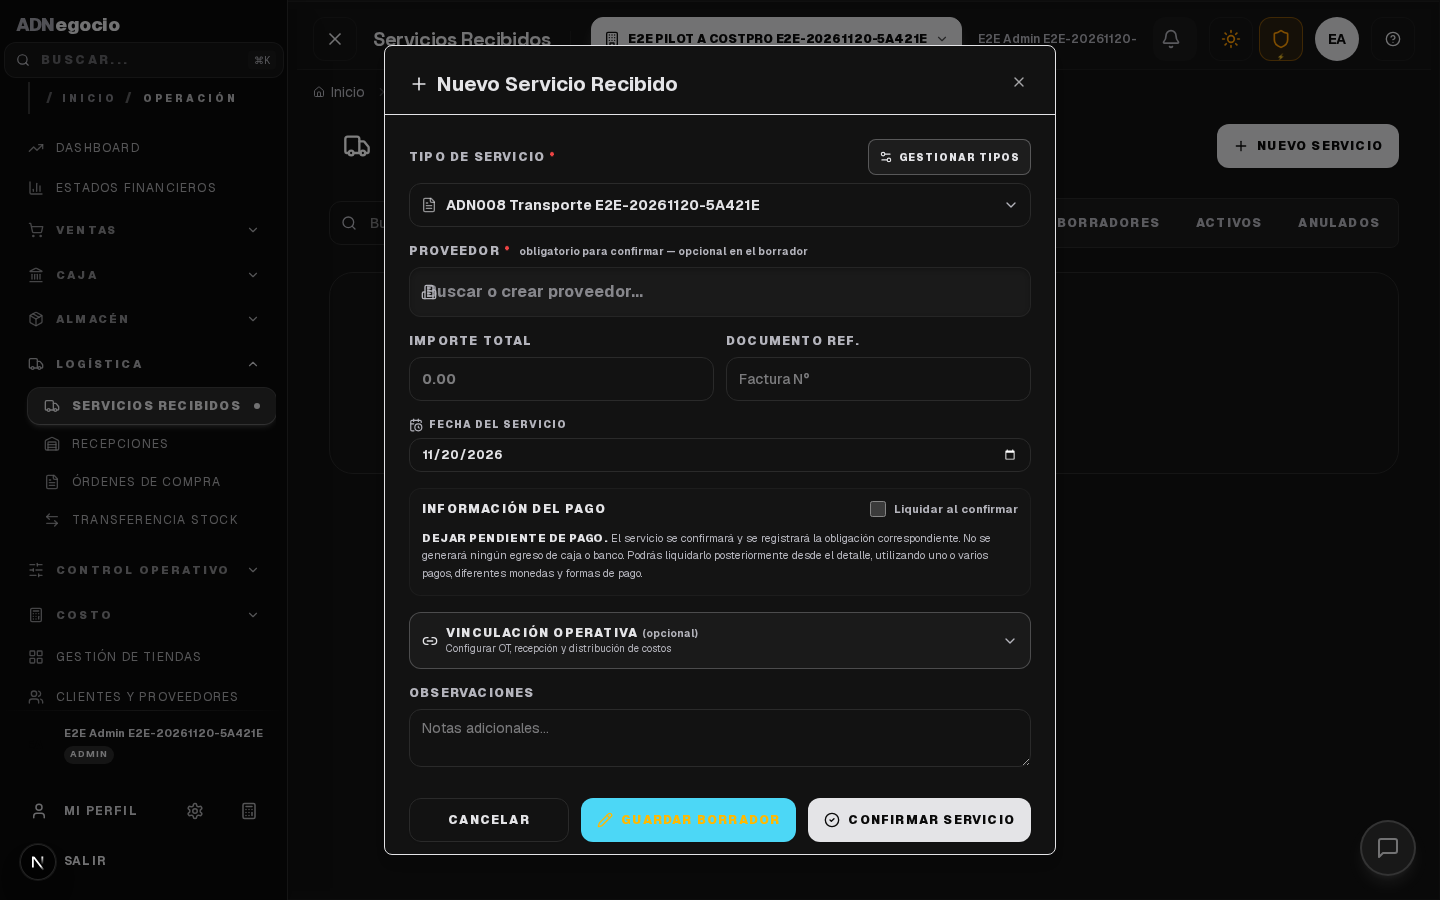 ADNegocio
BUSCAR...
⌘K
/ INICIO / OPERACIÓN
DASHBOARD
ESTADOS FINANCIEROS
VENTAS
CAJA
ALMACÉN
LOGÍSTICA
SERVICIOS RECIBIDOS
RECEPCIONES
ÓRDENES DE COMPRA
TRANSFERENCIA STOCK
CONTROL OPERATIVO
COSTO
GESTIÓN DE TIENDAS
CLIENTES Y PROVEEDORES
E2E Admin E2E-20261120-5A421E
ADMIN
MI PERFIL
SALIR
N
Servicios Recibidos
E2E PILOT A COSTPRO E2E-20261120-5A421E
E2E Admin E2E-20261120-
EA
Inicio
NUEVO SERVICIO
Bu
BORRADORES
ACTIVOS
ANULADOS
Nuevo Servicio Recibido
TIPO DE SERVICIO *
GESTIONAR TIPOS
ADN008 Transporte E2E-20261120-5A421E
PROVEEDOR * obligatorio para confirmar — opcional en el borrador
Buscar o crear proveedor...
IMPORTE TOTAL
DOCUMENTO REF.
0.00
Factura Nº
FECHA DEL SERVICIO
11/20/2026
INFORMACIÓN DEL PAGO
Liquidar al confirmar
DEJAR PENDIENTE DE PAGO. El servicio se confirmará y se registrará la obligación correspondiente. No se
generará ningún egreso de caja o banco. Podrás liquidarlo posteriormente desde el detalle, utilizando uno o varios
pagos, diferentes monedas y formas de pago.
VINCULACIÓN OPERATIVA (opcional)
Configurar OT, recepción y distribución de costos
OBSERVACIONES
Notas adicionales...
CANCELAR
GUARDAR BORRADOR
CONFIRMAR SERVICIO